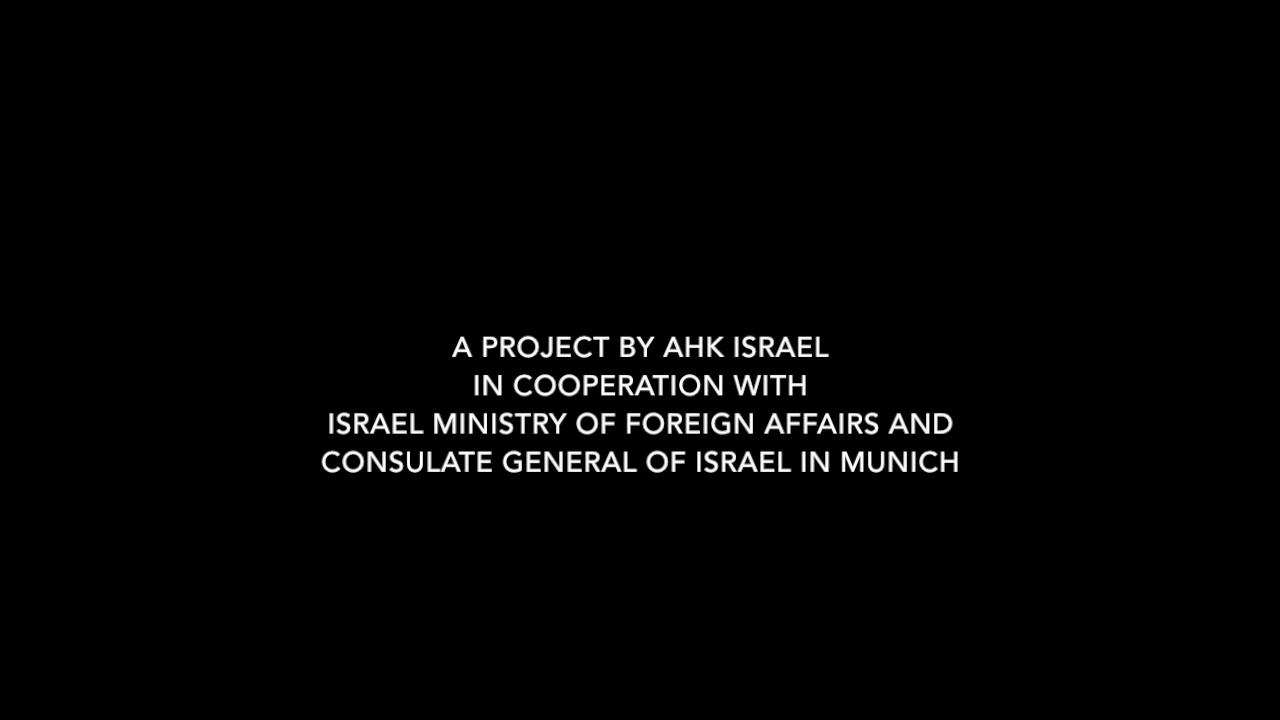 A PROJECT BY AHK ISRAEL
IN COOPERATION WITH
ISRAEL MINISTRY OF FOREIGN AFFAIRS AND
CONSULATE GENERAL OF ISRAEL IN MUNICH